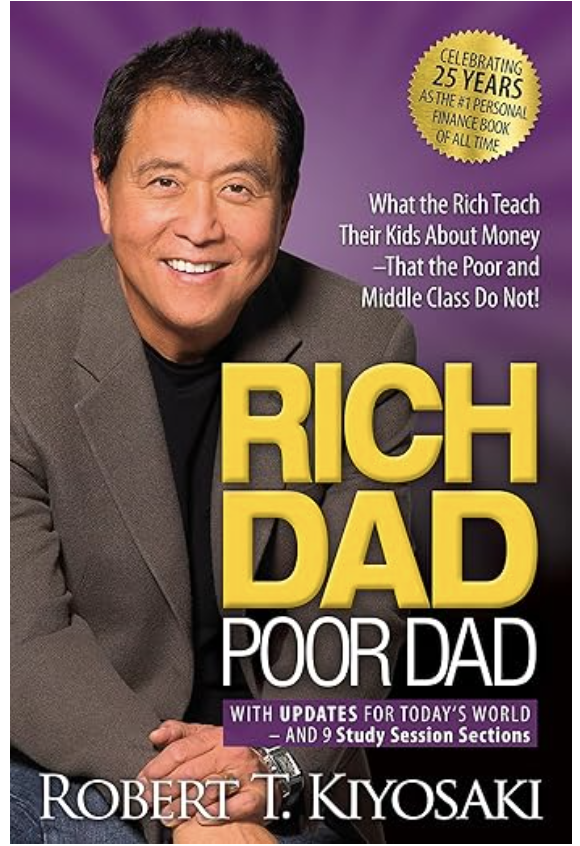 CELEBRATING
25 YEARS
AS THE #1 PERSONAL
FINANCE BOOK
OF ALL TIME
What the Rich Teach
Their Kids About Money
–That the Poor and
Middle Class Do Not!
RICH
DAD
POOR DAD
WITH UPDATES FOR TODAY'S WORLD
– AND 9 Study Session Sections
ROBERT T. KIYOSAKI